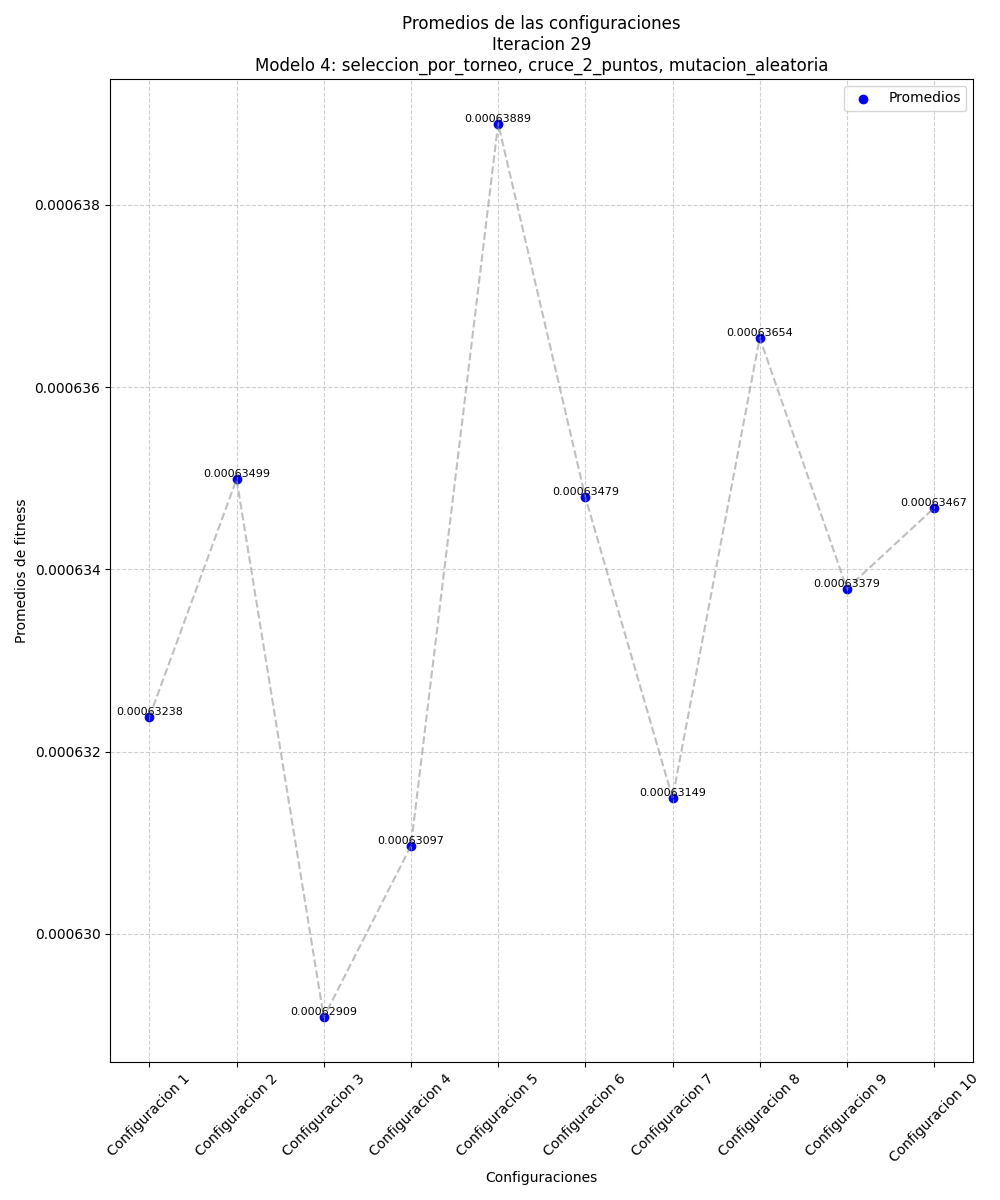 Promedios de las configuraciones
Iteracion 29
Modelo 4: seleccion_por_torneo, cruce_2_puntos, mutacion_aleatoria
Promedios
0.00063889
0.000638
0.00063654
0.000636
0.00063499
0.00063479
0.00063467
0.000634
0.00063379
0.00063238
0.000632
0.00063149
0.00063097
0.000630
0.00062909
Promedios de fitness
Configuracion 1
Configuracion 2
Configuracion 3
Configuracion 4
Configuracion 5
Configuracion 6
Configuracion 7
Configuracion 8
Configuracion 9
Configuracion 10
Configuraciones